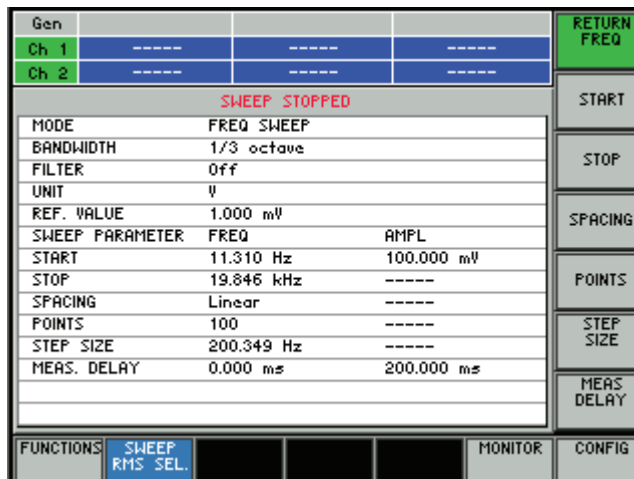 Gen
Ch 1 ----- ----- -----
Ch 2 ----- ----- -----
SWEEP STOPPED
MODE FREQ SWEEP
BANDWIDTH 1/3 octave
FILTER Off
UNIT V
REF. VALUE 1.000 mV
SWEEP PARAMETER FREQ AMPL
START 11.310 Hz 100.000 mV
STOP 19.846 kHz -----
SPACING Linear -----
POINTS 100 -----
STEP SIZE 200.349 Hz -----
MEAS. DELAY 0.000 ms 200.000 ms
RETURN
FREQ
START
STOP
SPACING
POINTS
STEP
SIZE
MEAS
DELAY
FUNCTIONS
SWEEP
RMS SEL.
MONITOR
CONFIG